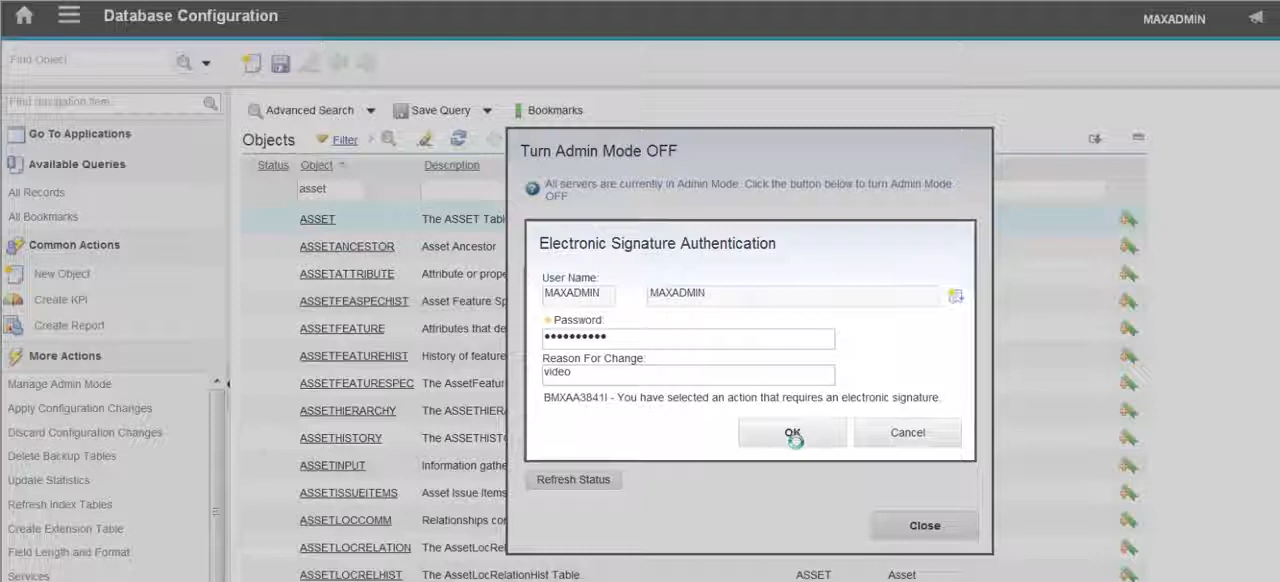 Database Configuration
MAXADMIN
Find Object
Find Navigation Item
Go To Applications
Available Queries
All Records
All Bookmarks
Common Actions
New Object
Create KPI
Create Report
More Actions
Manage Admin Mode
Apply Configuration Changes
Discard Configuration Changes
Delete Backup Tables
Update Statistics
Refresh Index Tables
Create Extension Table
Field Length and Format
Services
Advanced Search
Save Query
Bookmarks
Objects
Filter
Status
Object
Description
asset
ASSET The ASSET Tabl
ASSETANCESTOR Asset Ancestor
ASSETATTRIBUTE Attribute or prope
ASSETFEASPECHIST Asset Feature Sp
ASSETFEATURE Attributes that de
ASSETFEATUREHIST History of feature
ASSETFEATURESPEC The AssetFeatur
ASSETHIERARCHY The ASSETHIER
ASSETHISTORY The ASSETHIST
ASSETINPUT Information gathe
ASSETISSUEITEMS Asset Issue Items
ASSETLOCCOMM Relationships cor
ASSETLOCRELATION The AssetLocRel
ASSETLOCRELHIST The AssetLocRelationHist Table. ASSET Asset
Turn Admin Mode OFF
All servers are currently in Admin Mode. Click the button below to turn Admin Mode
OFF
Electronic Signature Authentication
User Name:
MAXADMIN MAXADMIN
Password:
Reason For Change:
video
BMXAA3841I - You have selected an action that requires an electronic signature.
OK
Cancel
Refresh Status
Close